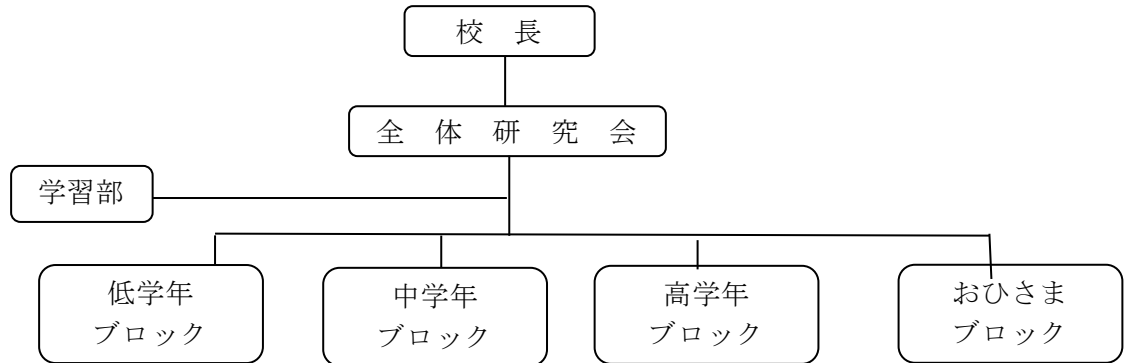 校　長
全　体　研　究　会
学習部
低学年
ブロック
中学年
ブロック
高学年
ブロック
おひさま
ブロック